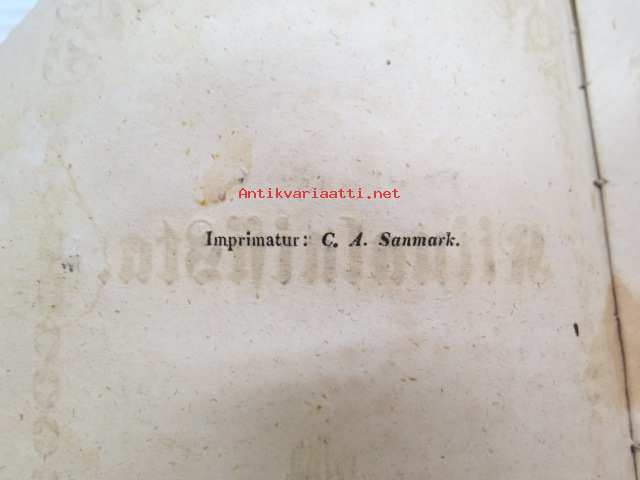 Antikvariaatti.net
Imprimatur: C. A. Sanmark.